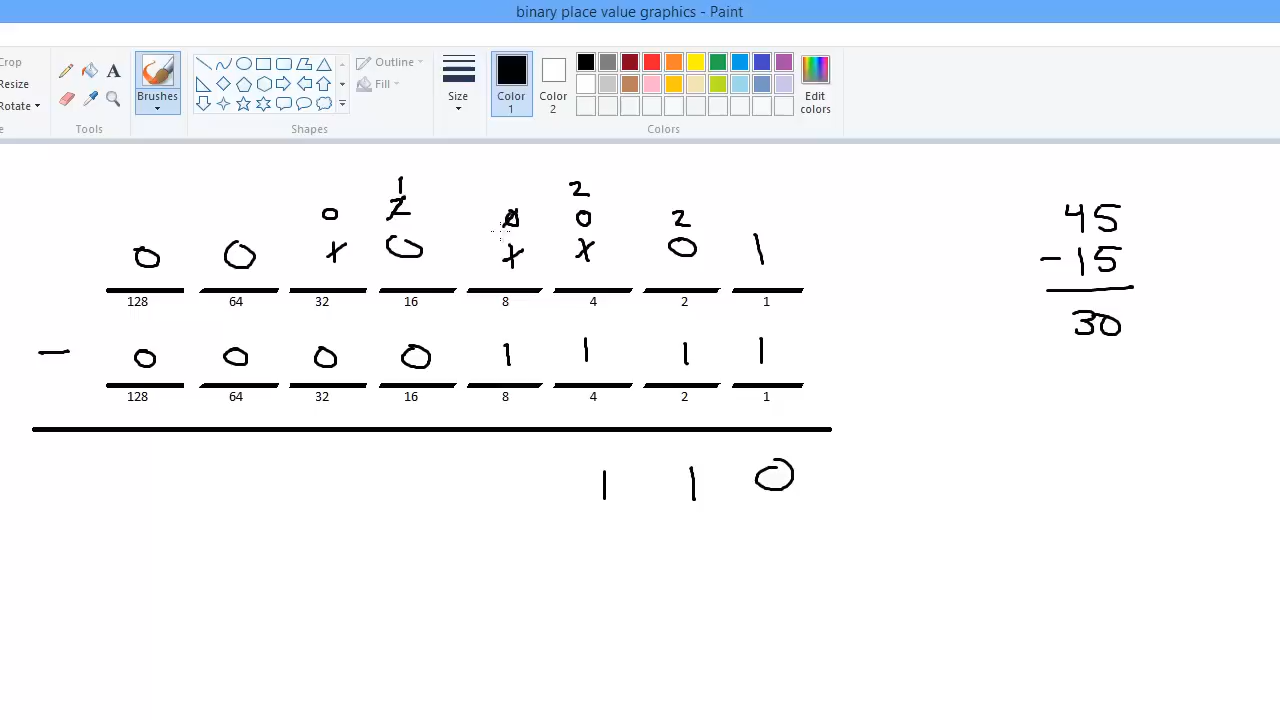 binary place value graphics - Paint
Crop
Resize
Rotate
Tools
A
Brushes
Shapes
Outline
Fill
Size
Color 1
Color 2
Colors
Edit colors
1 2
0 2 0 0 2
0 0 1 0 1 1 0 1
128 64 32 16 8 4 2 1
- 0 0 0 0 1 1 1 1
128 64 32 16 8 4 2 1
1 1 0
45
- 15
30